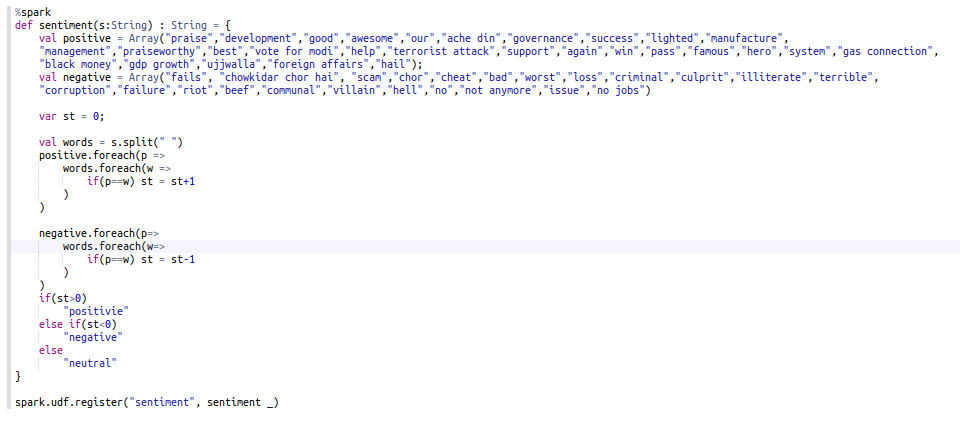 %spark
def sentiment(s:String) : String = {
    val positive = Array("praise","development","good","awesome","our","ache din","governance","success","lighted","manufacture",
    "management","praiseworthy","best","vote for modi","help","terrorist attack","support","again","win","pass","famous","hero","system","gas connection",
    "black money","gdp growth","ujjwalla","foreign affairs","hail");
    val negative = Array("fails", "chowkidar chor hai", "scam","chor","cheat","bad","worst","loss","criminal","culprit","illiterate","terrible",
    "corruption","failure","riot","beef","communal","villain","hell","no","not anymore","issue","no jobs")
    var st = 0;
    val words = s.split(" ")
    positive.foreach(p =>
        words.foreach(w =>
            if(p==w) st = st+1
        )
    )
    negative.foreach(p=>
        words.foreach(w=>
            if(p==w) st = st-1
        )
    )
    if(st>0)
        "positivie"
    else if(st<0)
        "negative"
    else
        "neutral"
}
spark.udf.register("sentiment", sentiment _)